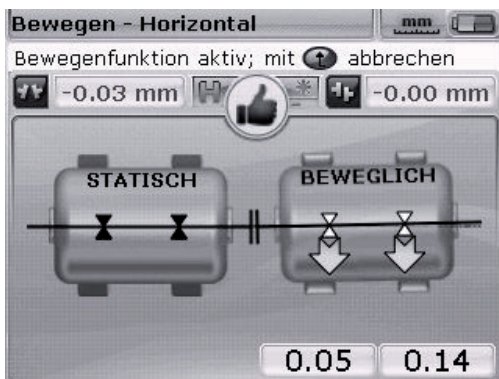 Bewegen - Horizontal mm
Bewegenfunktion aktiv; mit abbrechen
-0.03 mm -0.00 mm
STATISCH BEWEGLICH
0.05 0.14